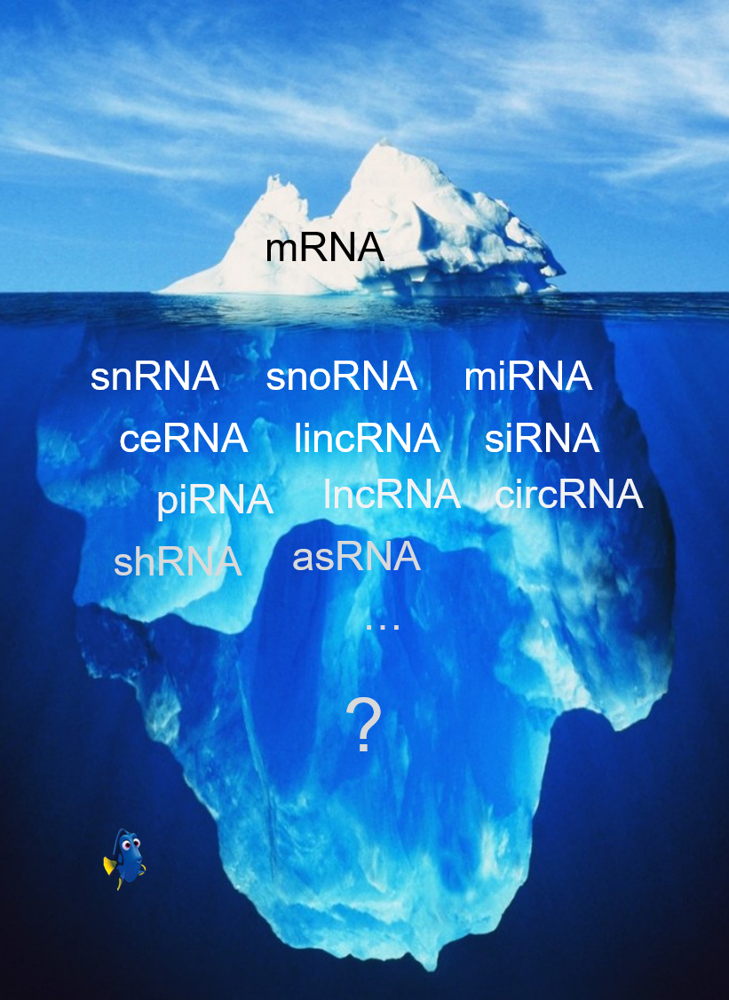 mRNA
snRNA snoRNA miRNA
ceRNA lincRNA siRNA
piRNA lncRNA circRNA
shRNA asRNA
...
?